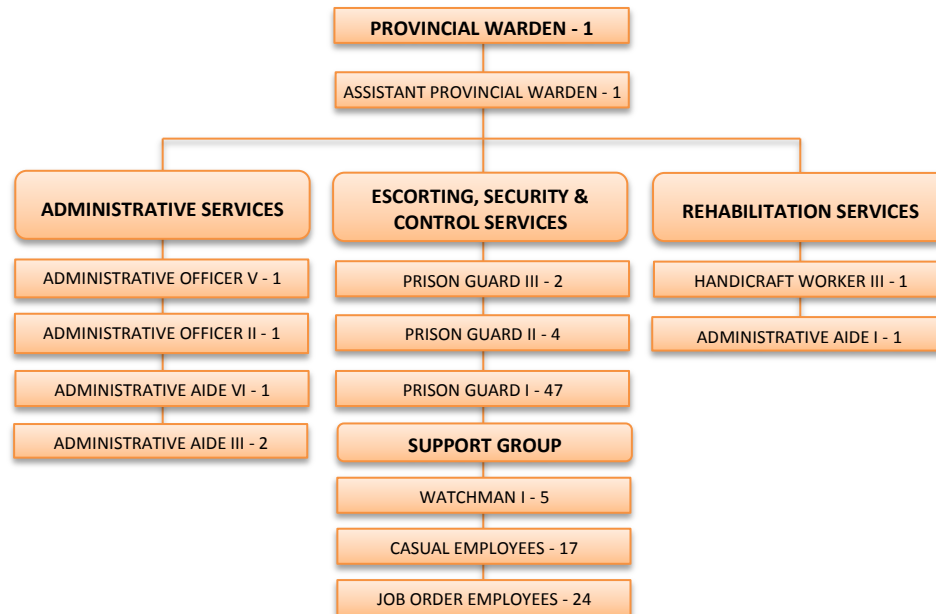 PROVINCIAL WARDEN - 1
ASSISTANT PROVINCIAL WARDEN - 1
ADMINISTRATIVE SERVICES
ADMINISTRATIVE OFFICER V - 1
ADMINISTRATIVE OFFICER II - 1
ADMINISTRATIVE AIDE VI - 1
ADMINISTRATIVE AIDE III - 2
ESCORTING, SECURITY &
CONTROL SERVICES
PRISON GUARD III - 2
PRISON GUARD II - 4
PRISON GUARD I - 47
SUPPORT GROUP
WATCHMAN I - 5
CASUAL EMPLOYEES - 17
JOB ORDER EMPLOYEES - 24
REHABILITATION SERVICES
HANDICRAFT WORKER III - 1
ADMINISTRATIVE AIDE I - 1